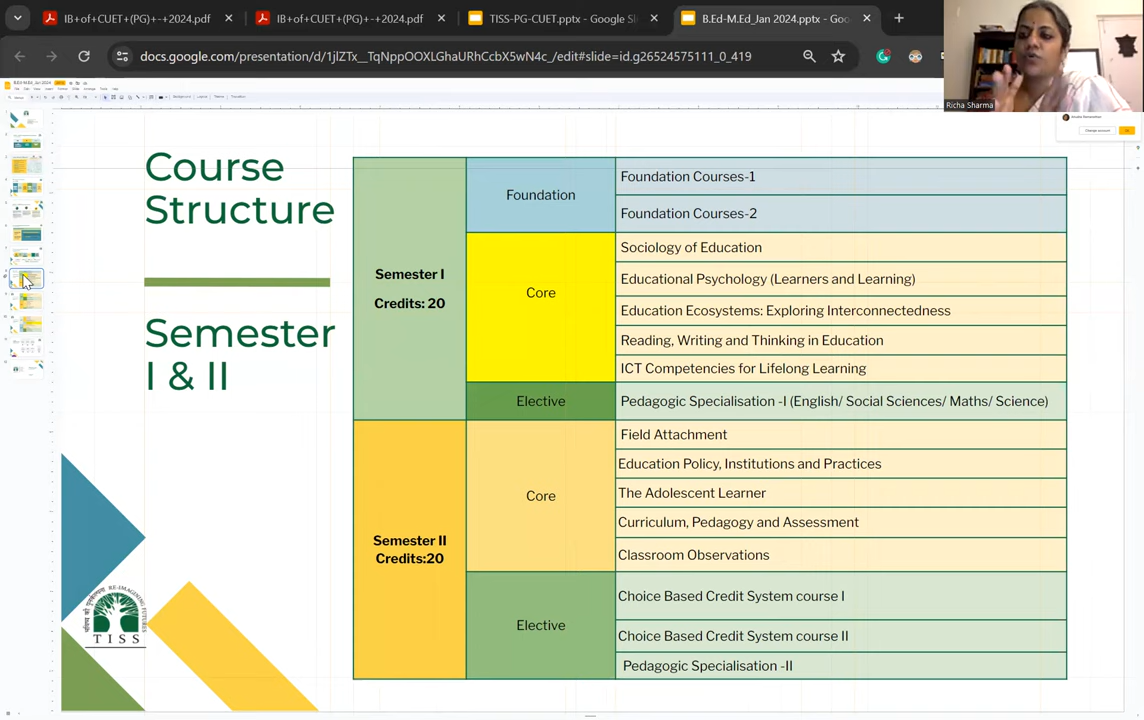 IB+of+CUET+(PG)+-+2024.pdf
IB+of+CUET+(PG)+-+2024.pdf
TISS-PG-CUET.pptx - Google Sl
B.Ed-M.Ed_Jan 2024.pptx - Goo
docs.google.com/presentation/d/1jlZTx__TqNppOOXLGhaURhCcbX5wN4c_/edit#slide=id.g26524575111_0_419
Richa Sharma
Change account
Course
Structure
Semester
I & II
Semester I
Credits: 20
Foundation
Foundation Courses-1
Foundation Courses-2
Core
Sociology of Education
Educational Psychology (Learners and Learning)
Education Ecosystems: Exploring Interconnectedness
Reading, Writing and Thinking in Education
ICT Competencies for Lifelong Learning
Elective
Pedagogic Specialisation -I (English/ Social Sciences/ Maths/ Science)
Semester II
Credits:20
Core
Field Attachment
Education Policy, Institutions and Practices
The Adolescent Learner
Curriculum, Pedagogy and Assessment
Classroom Observations
Elective
Choice Based Credit System course I
Choice Based Credit System course II
Pedagogic Specialisation -II
RE-IMAGINING FUTURES
TISS